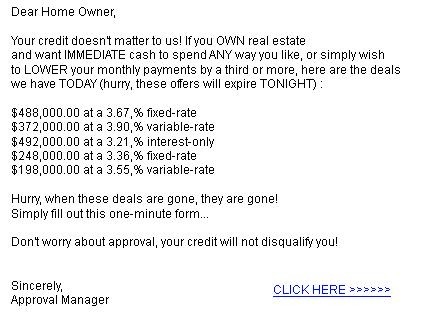 Dear Home Owner,
Your credit doesn't matter to us! If you OWN real estate
and want IMMEDIATE cash to spend ANY way you like, or simply wish
to LOWER your monthly payments by a third or more, here are the deals
we have TODAY (hurry, these offers will expire TONIGHT) :
$488,000.00 at a 3.67,% fixed-rate
$372,000.00 at a 3.90,% variable-rate
$492,000.00 at a 3.21,% interest-only
$248,000.00 at a 3.36,% fixed-rate
$198,000.00 at a 3.55,% variable-rate
Hurry, when these deals are gone, they are gone!
Simply fill out this one-minute form...
Don't worry about approval, your credit will not disqualify you!
Sincerely,
Approval Manager
CLICK HERE >>>>>>